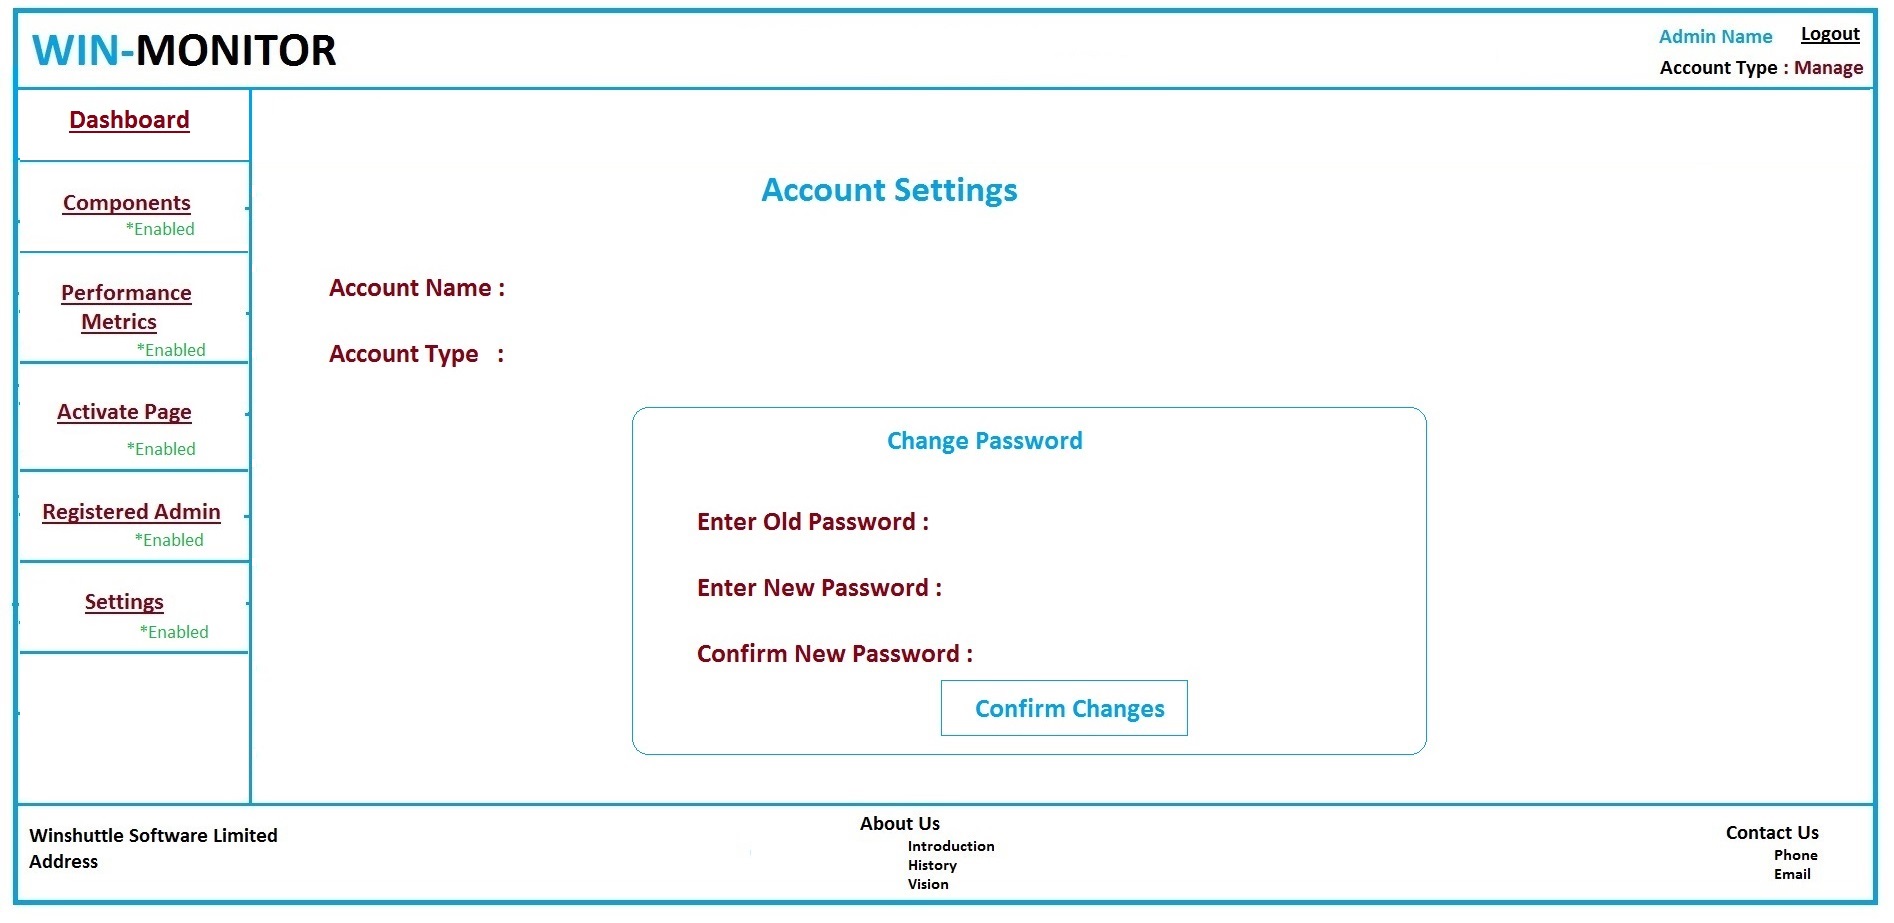 WIN-MONITOR
Admin Name Logout
Account Type : Manage
Dashboard
Components
*Enabled
Performance
Metrics
*Enabled
Activate Page
*Enabled
Registered Admin
*Enabled
Settings
*Enabled
Account Settings
Account Name :
Account Type :
Change Password
Enter Old Password :
Enter New Password :
Confirm New Password :
Confirm Changes
Winshuttle Software Limited
Address
About Us
Introduction
History
Vision
Contact Us
Phone
Email